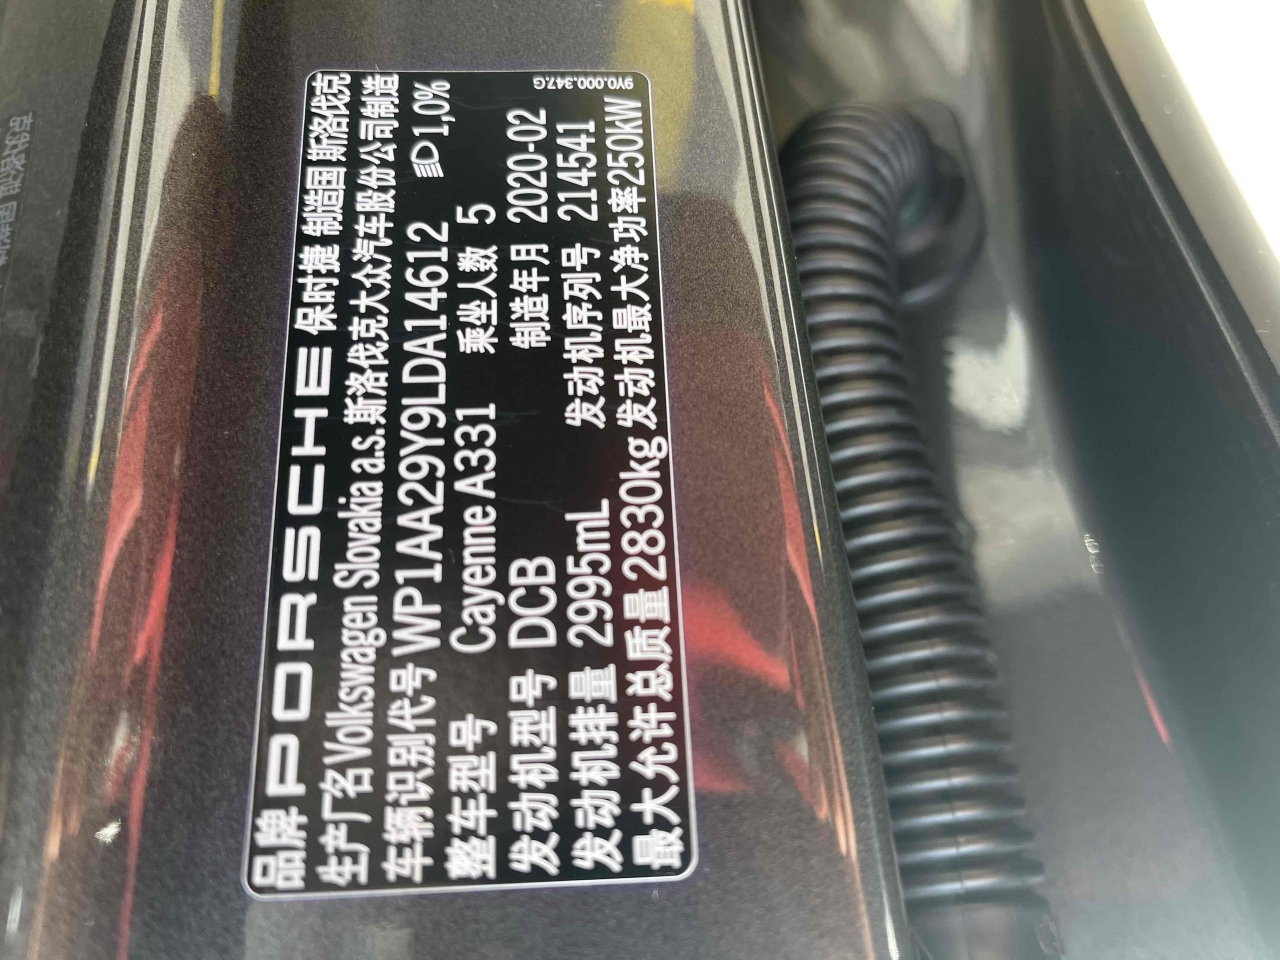 品牌 PORSCHE 保时捷 制造国 斯洛伐克
生产厂名 Volkswagen Slovakia a.s. 斯洛伐克大众汽车股份公司制造
车辆识别代号 WP1AA29Y9LDA14612 1,0%
整车型号 Cayenne A331 乘坐人数 5
发动机型号 DCB 制造年月 2020-02
发动机排量 2995mL 发动机序列号 214541
最大允许总质量 2830kg 发动机最大净功率 250kW
9Y0.000.347.G